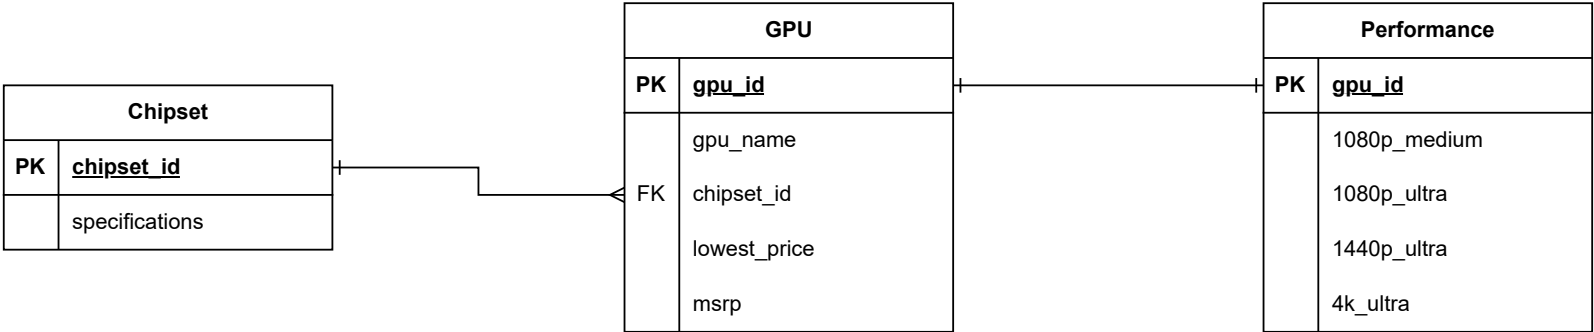 Chipset
PK chipset_id
specifications
GPU
PK gpu_id
gpu_name
FK chipset_id
lowest_price
msrp
Performance
PK gpu_id
1080p_medium
1080p_ultra
1440p_ultra
4k_ultra